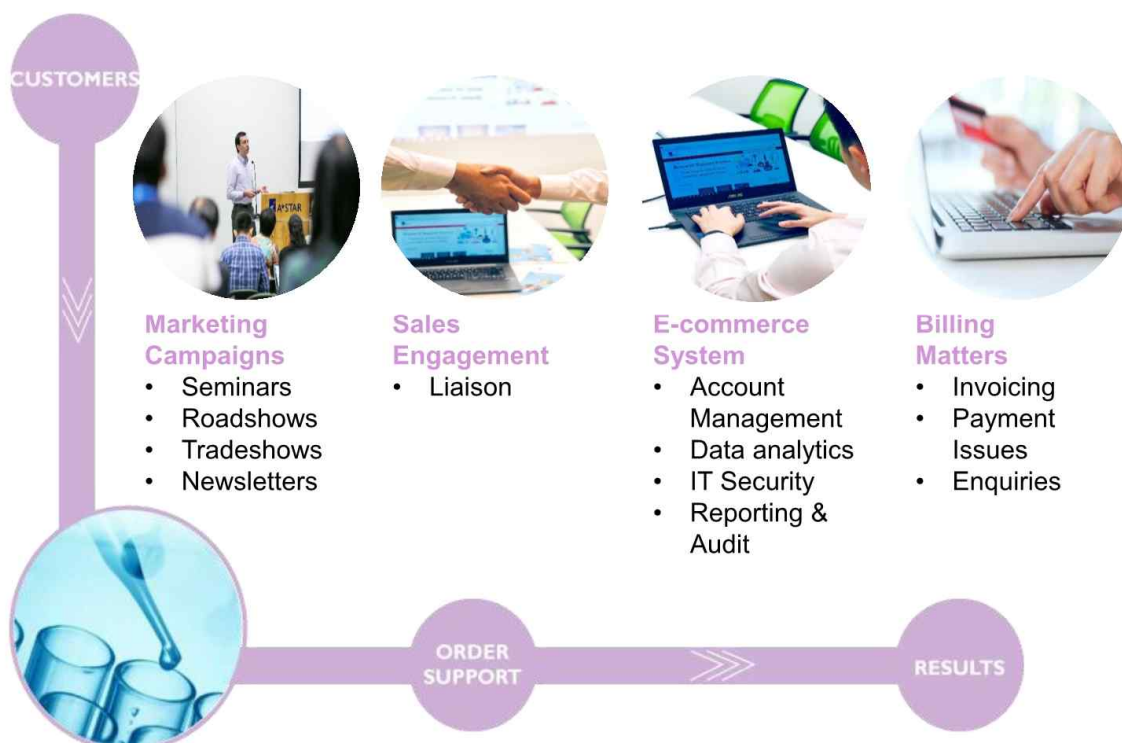 CUSTOMERS
A*STAR
Marketing
Campaigns
• Seminars
• Roadshows
• Tradeshows
• Newsletters
Sales
Engagement
• Liaison
E-commerce
System
• Account
Management
• Data analytics
• IT Security
• Reporting &
Audit
Billing
Matters
• Invoicing
• Payment
Issues
• Enquiries
ORDER
SUPPORT
RESULTS